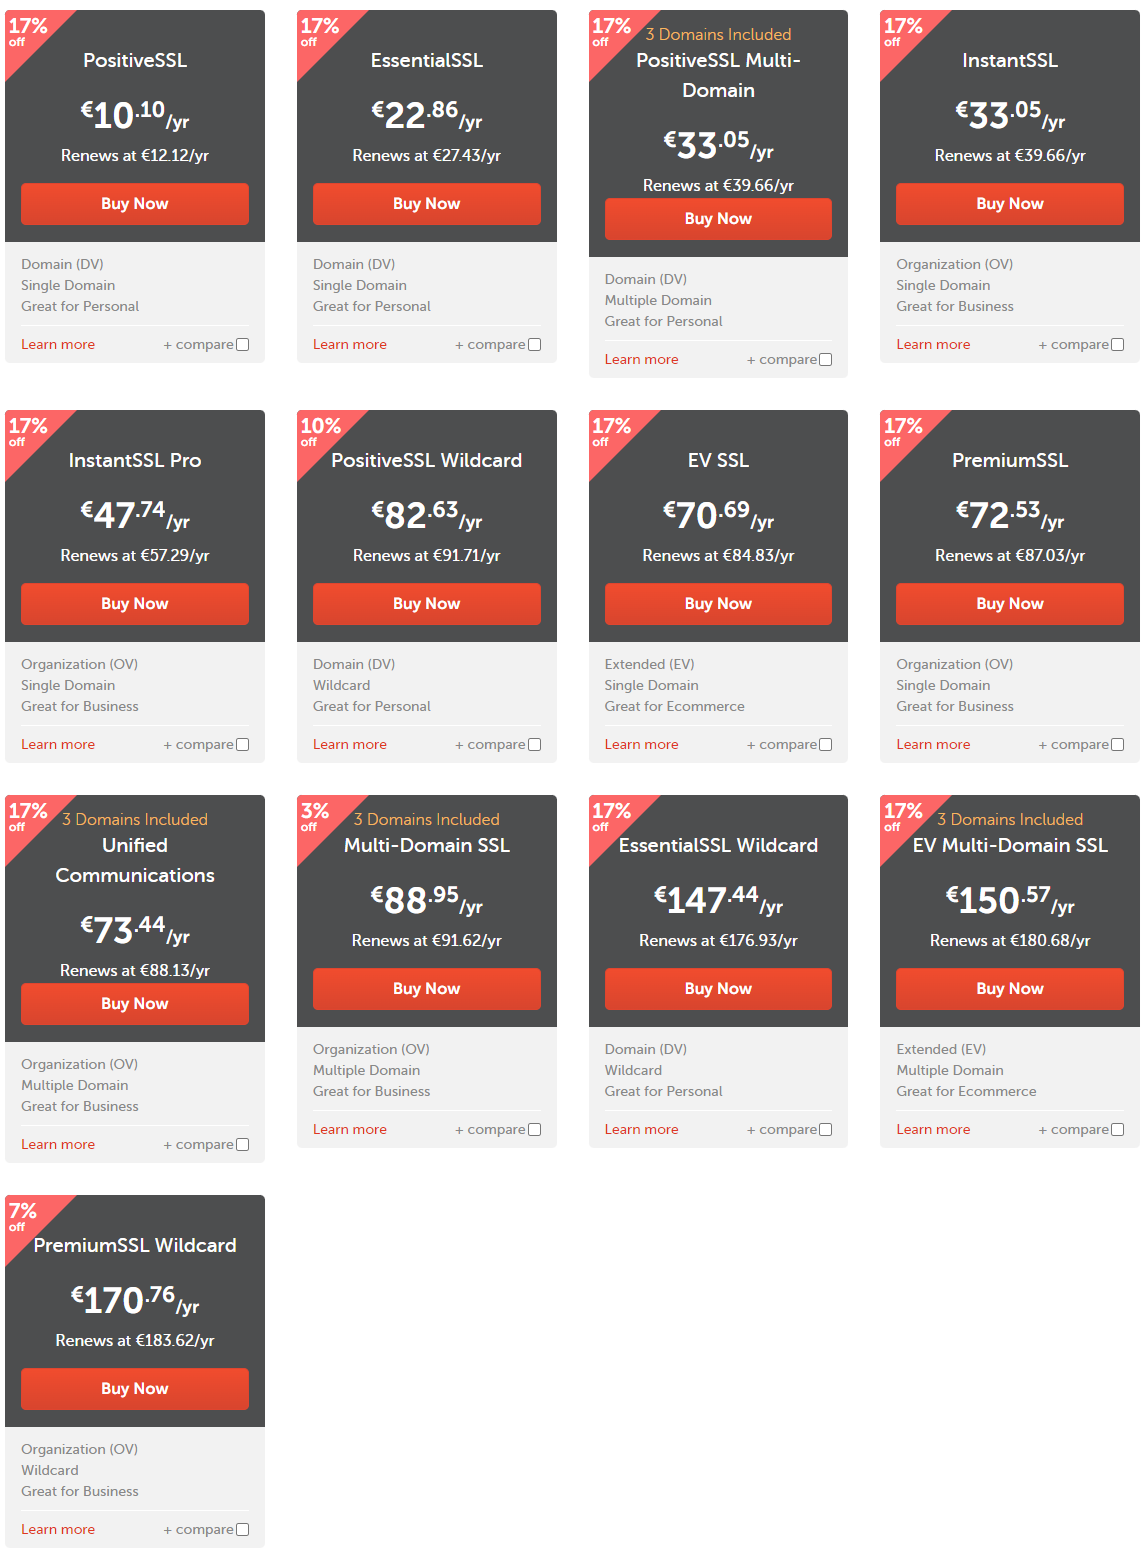 17%
off
PositiveSSL
€10.10/yr
Renews at €12.12/yr
Buy Now
Domain (DV)
Single Domain
Great for Personal
Learn more + compare
17%
off
EssentialSSL
€22.86/yr
Renews at €27.43/yr
Buy Now
Domain (DV)
Single Domain
Great for Personal
Learn more + compare
17%
off
3 Domains Included
PositiveSSL Multi-
Domain
€33.05/yr
Renews at €39.66/yr
Buy Now
Domain (DV)
Multiple Domain
Great for Personal
Learn more + compare
17%
off
InstantSSL
€33.05/yr
Renews at €39.66/yr
Buy Now
Organization (OV)
Single Domain
Great for Business
Learn more + compare
17%
off
InstantSSL Pro
€47.74/yr
Renews at €57.29/yr
Buy Now
Organization (OV)
Single Domain
Great for Business
Learn more + compare
10%
off
PositiveSSL Wildcard
€82.63/yr
Renews at €91.71/yr
Buy Now
Domain (DV)
Wildcard
Great for Personal
Learn more + compare
17%
off
EV SSL
€70.69/yr
Renews at €84.83/yr
Buy Now
Extended (EV)
Single Domain
Great for Ecommerce
Learn more + compare
17%
off
PremiumSSL
€72.53/yr
Renews at €87.03/yr
Buy Now
Organization (OV)
Single Domain
Great for Business
Learn more + compare
17%
off
3 Domains Included
Unified
Communications
€73.44/yr
Renews at €88.13/yr
Buy Now
Organization (OV)
Multiple Domain
Great for Business
Learn more + compare
3%
off
3 Domains Included
Multi-Domain SSL
€88.95/yr
Renews at €91.62/yr
Buy Now
Organization (OV)
Multiple Domain
Great for Business
Learn more + compare
17%
off
EssentialSSL Wildcard
€147.44/yr
Renews at €176.93/yr
Buy Now
Domain (DV)
Wildcard
Great for Personal
Learn more + compare
17%
off
3 Domains Included
EV Multi-Domain SSL
€150.57/yr
Renews at €180.68/yr
Buy Now
Extended (EV)
Multiple Domain
Great for Ecommerce
Learn more + compare
7%
off
PremiumSSL Wildcard
€170.76/yr
Renews at €183.62/yr
Buy Now
Organization (OV)
Wildcard
Great for Business
Learn more + compare